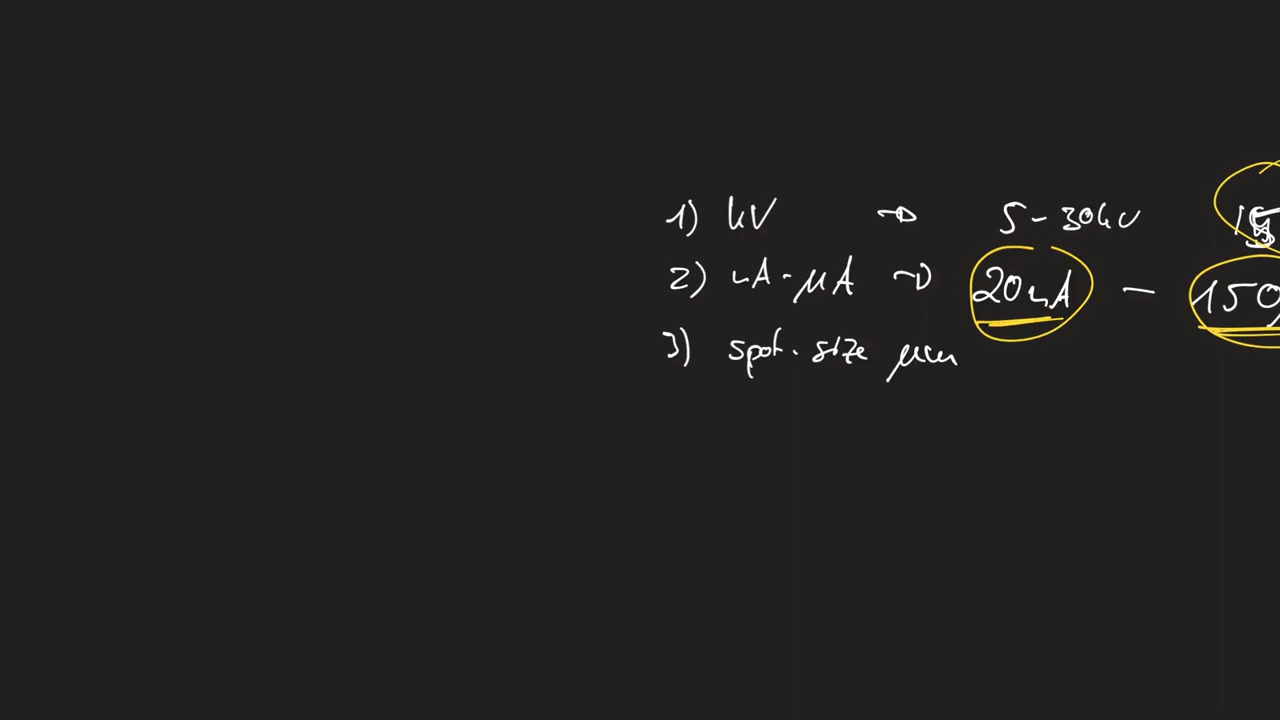 1) kV → 5-30kV
2) nA-μA → 20nA — 150
3) spot-size μm